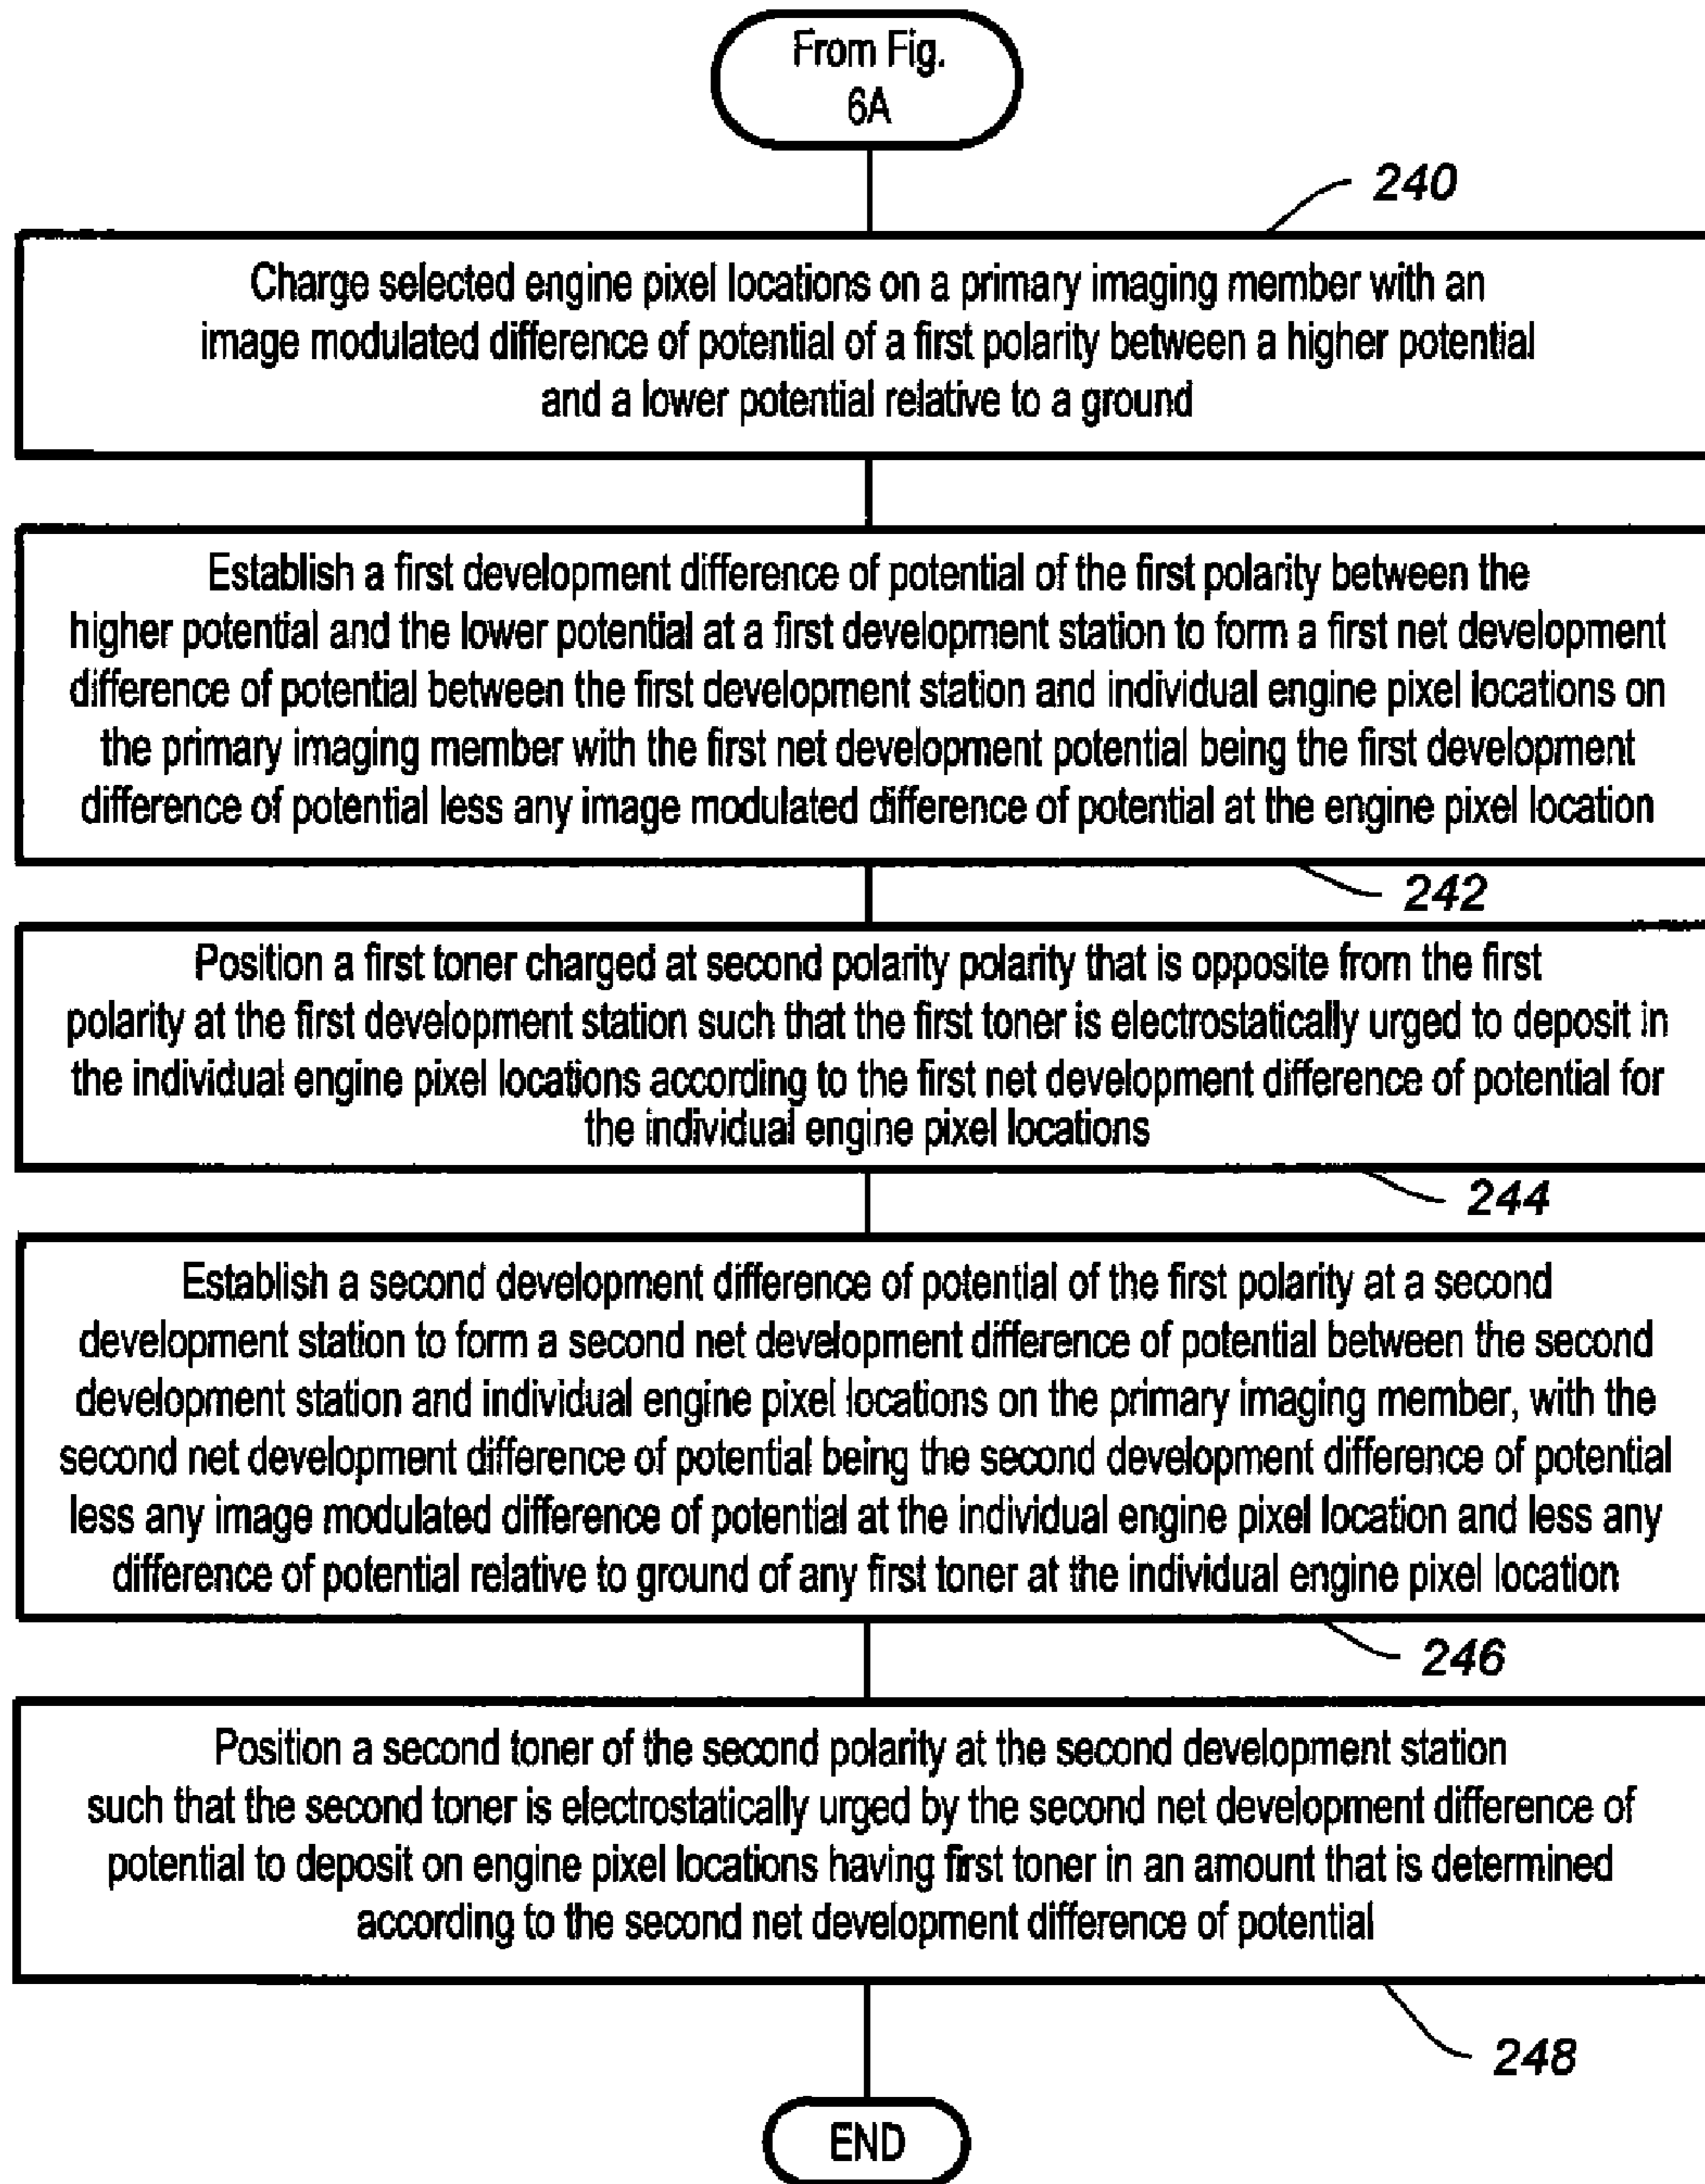 From Fig.
6A
240
Charge selected engine pixel locations on a primary imaging member with an
image modulated difference of potential of a first polarity between a higher potential
and a lower potential relative to a ground
Establish a first development difference of potential of the first polarity between the
higher potential and the lower potential at a first development station to form a first net development
difference of potential between the first development station and individual engine pixel locations on
the primary imaging member with the first net development potential being the first development
difference of potential less any image modulated difference of potential at the engine pixel location
242
Position a first toner charged at second polarity polarity that is opposite from the first
polarity at the first development station such that the first toner is electrostatically urged to deposit in
the individual engine pixel locations according to the first net development difference of potential for
the individual engine pixel locations
244
Establish a second development difference of potential of the first polarity at a second
development station to form a second net development difference of potential between the second
development station and individual engine pixel locations on the primary imaging member, with the
second net development difference of potential being the second development difference of potential
less any image modulated difference of potential at the individual engine pixel location and less any
difference of potential relative to ground of any first toner at the individual engine pixel location
246
Position a second toner of the second polarity at the second development station
such that the second toner is electrostatically urged by the second net development difference of
potential to deposit on engine pixel locations having first toner in an amount that is determined
according to the second net development difference of potential
248
END